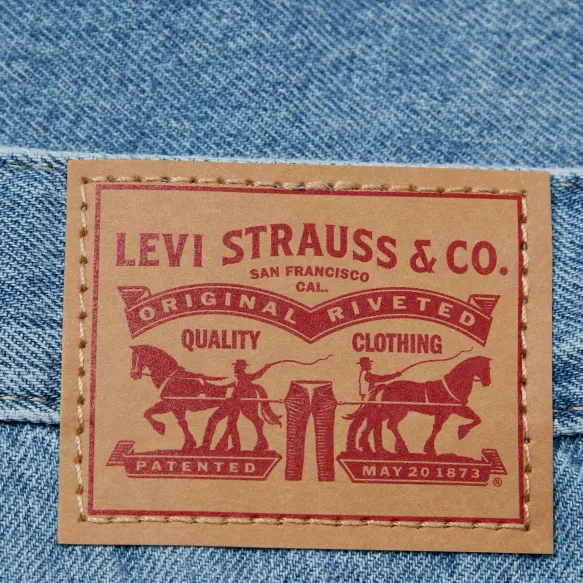 LEVI STRAUSS & CO.
SAN FRANCISCO
CAL.
ORIGINAL RIVETED
QUALITY CLOTHING
PATENTED MAY 20 1873 ®